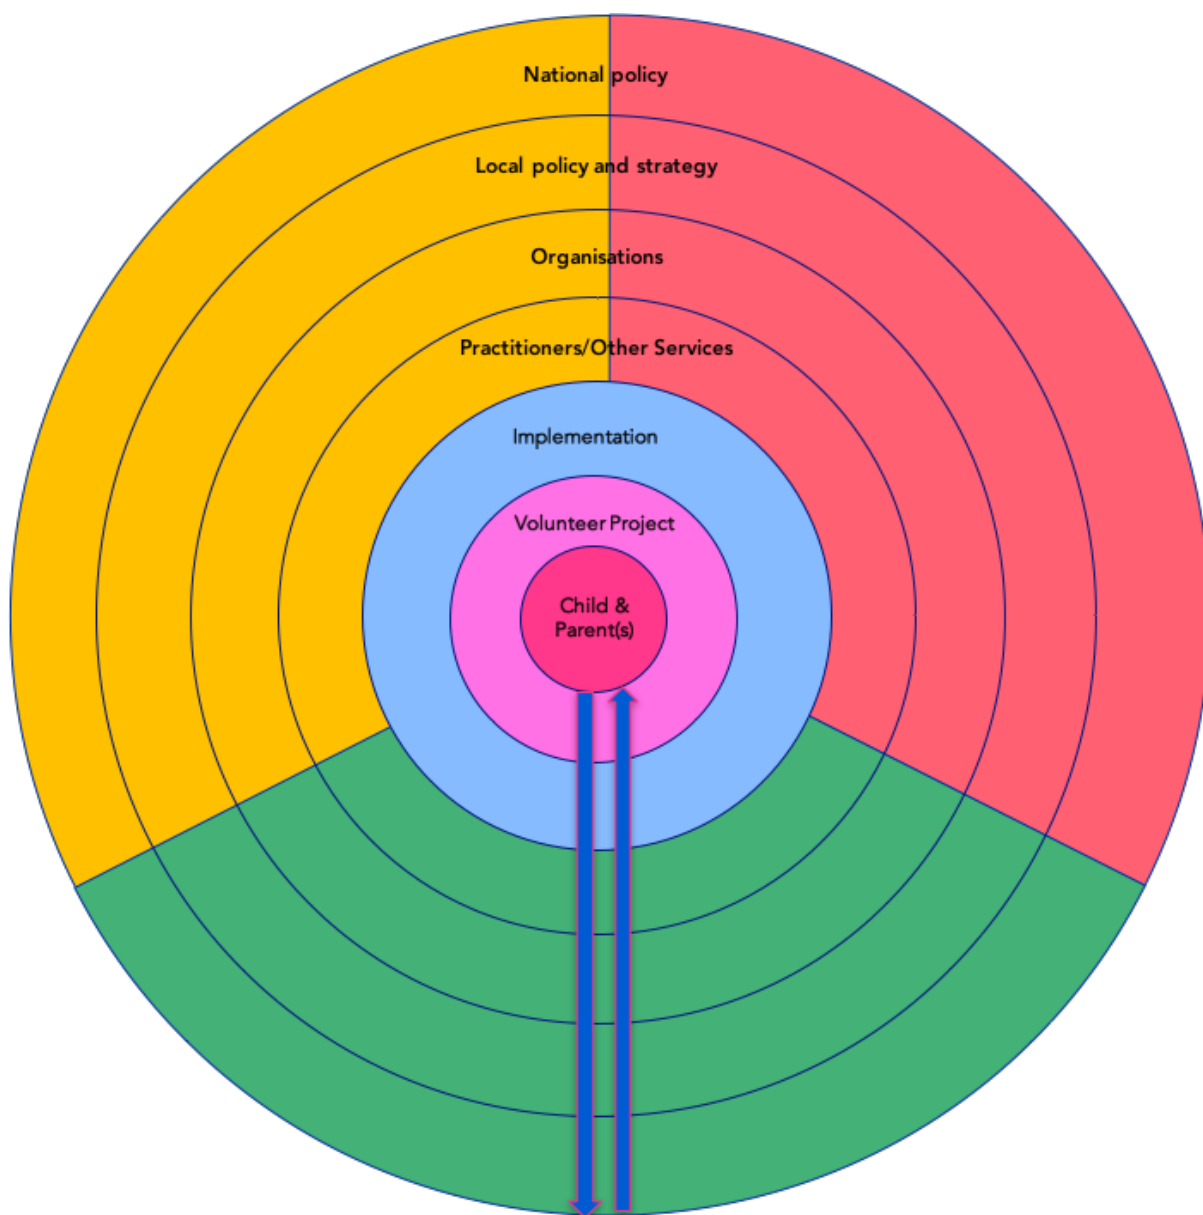 National policy
Local policy and strategy
Organisations
Practitioners/Other Services
Implementation
Volunteer Project
Child &
Parent(s)